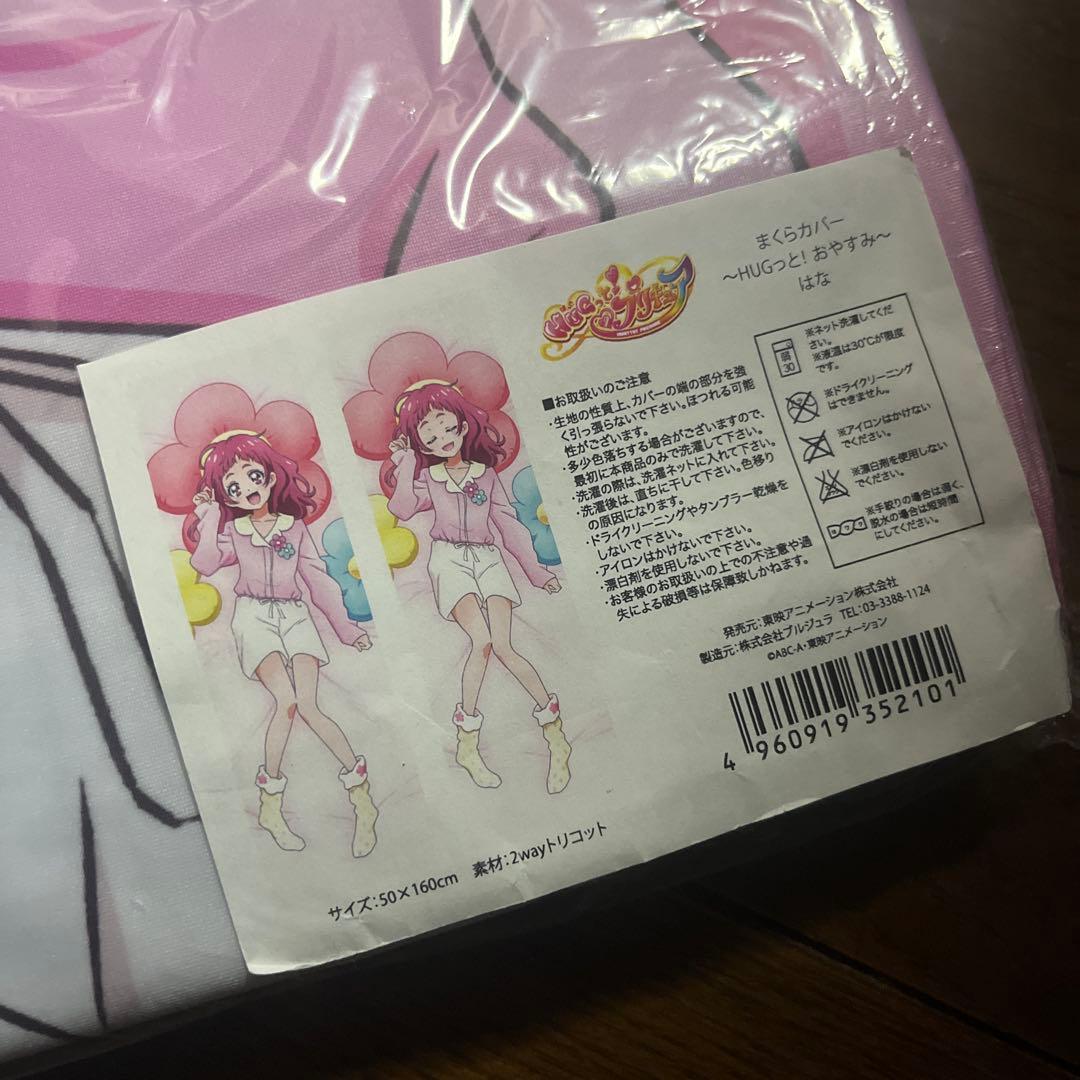 まくらカバー
～HUGっと! おやすみ～
はな
HUGっと!
プリキュア
■お取扱いのご注意
・生地の性質上、カバーの端の部分を強
く引っ張らないで下さい。ほつれる可能
性がございます。
・多少色落ちする場合がございますので、
最初に本商品のみで洗濯して下さい。
・洗濯の際は、洗濯ネットに入れて下さい。
・洗濯後は、直ちに干して下さい。色移り
の原因になります。
・ドライクリーニングやタンブラー乾燥を
しないで下さい。
・アイロンはかけないで下さい。
・漂白剤を使用しないで下さい。
・お客様のお取扱いの上での不注意や過
失による破損等は保障致しかねます。
弱
30
※ネット洗濯してくだ
さい。
※液温は30℃が限度
です。
※ドライクリーニング
はできません。
※アイロンはかけない
でください。
※漂白剤を使用しない
でください。
※手絞りの場合は弱く、
脱水の場合は短時間
にしてください。
発売元：東映アニメーション株式会社
製造元：株式会社プルジュラ TEL：03-3388-1124
©ABC-A・東映アニメーション
4 960919 352101
サイズ：50×160cm 素材：2wayトリコット